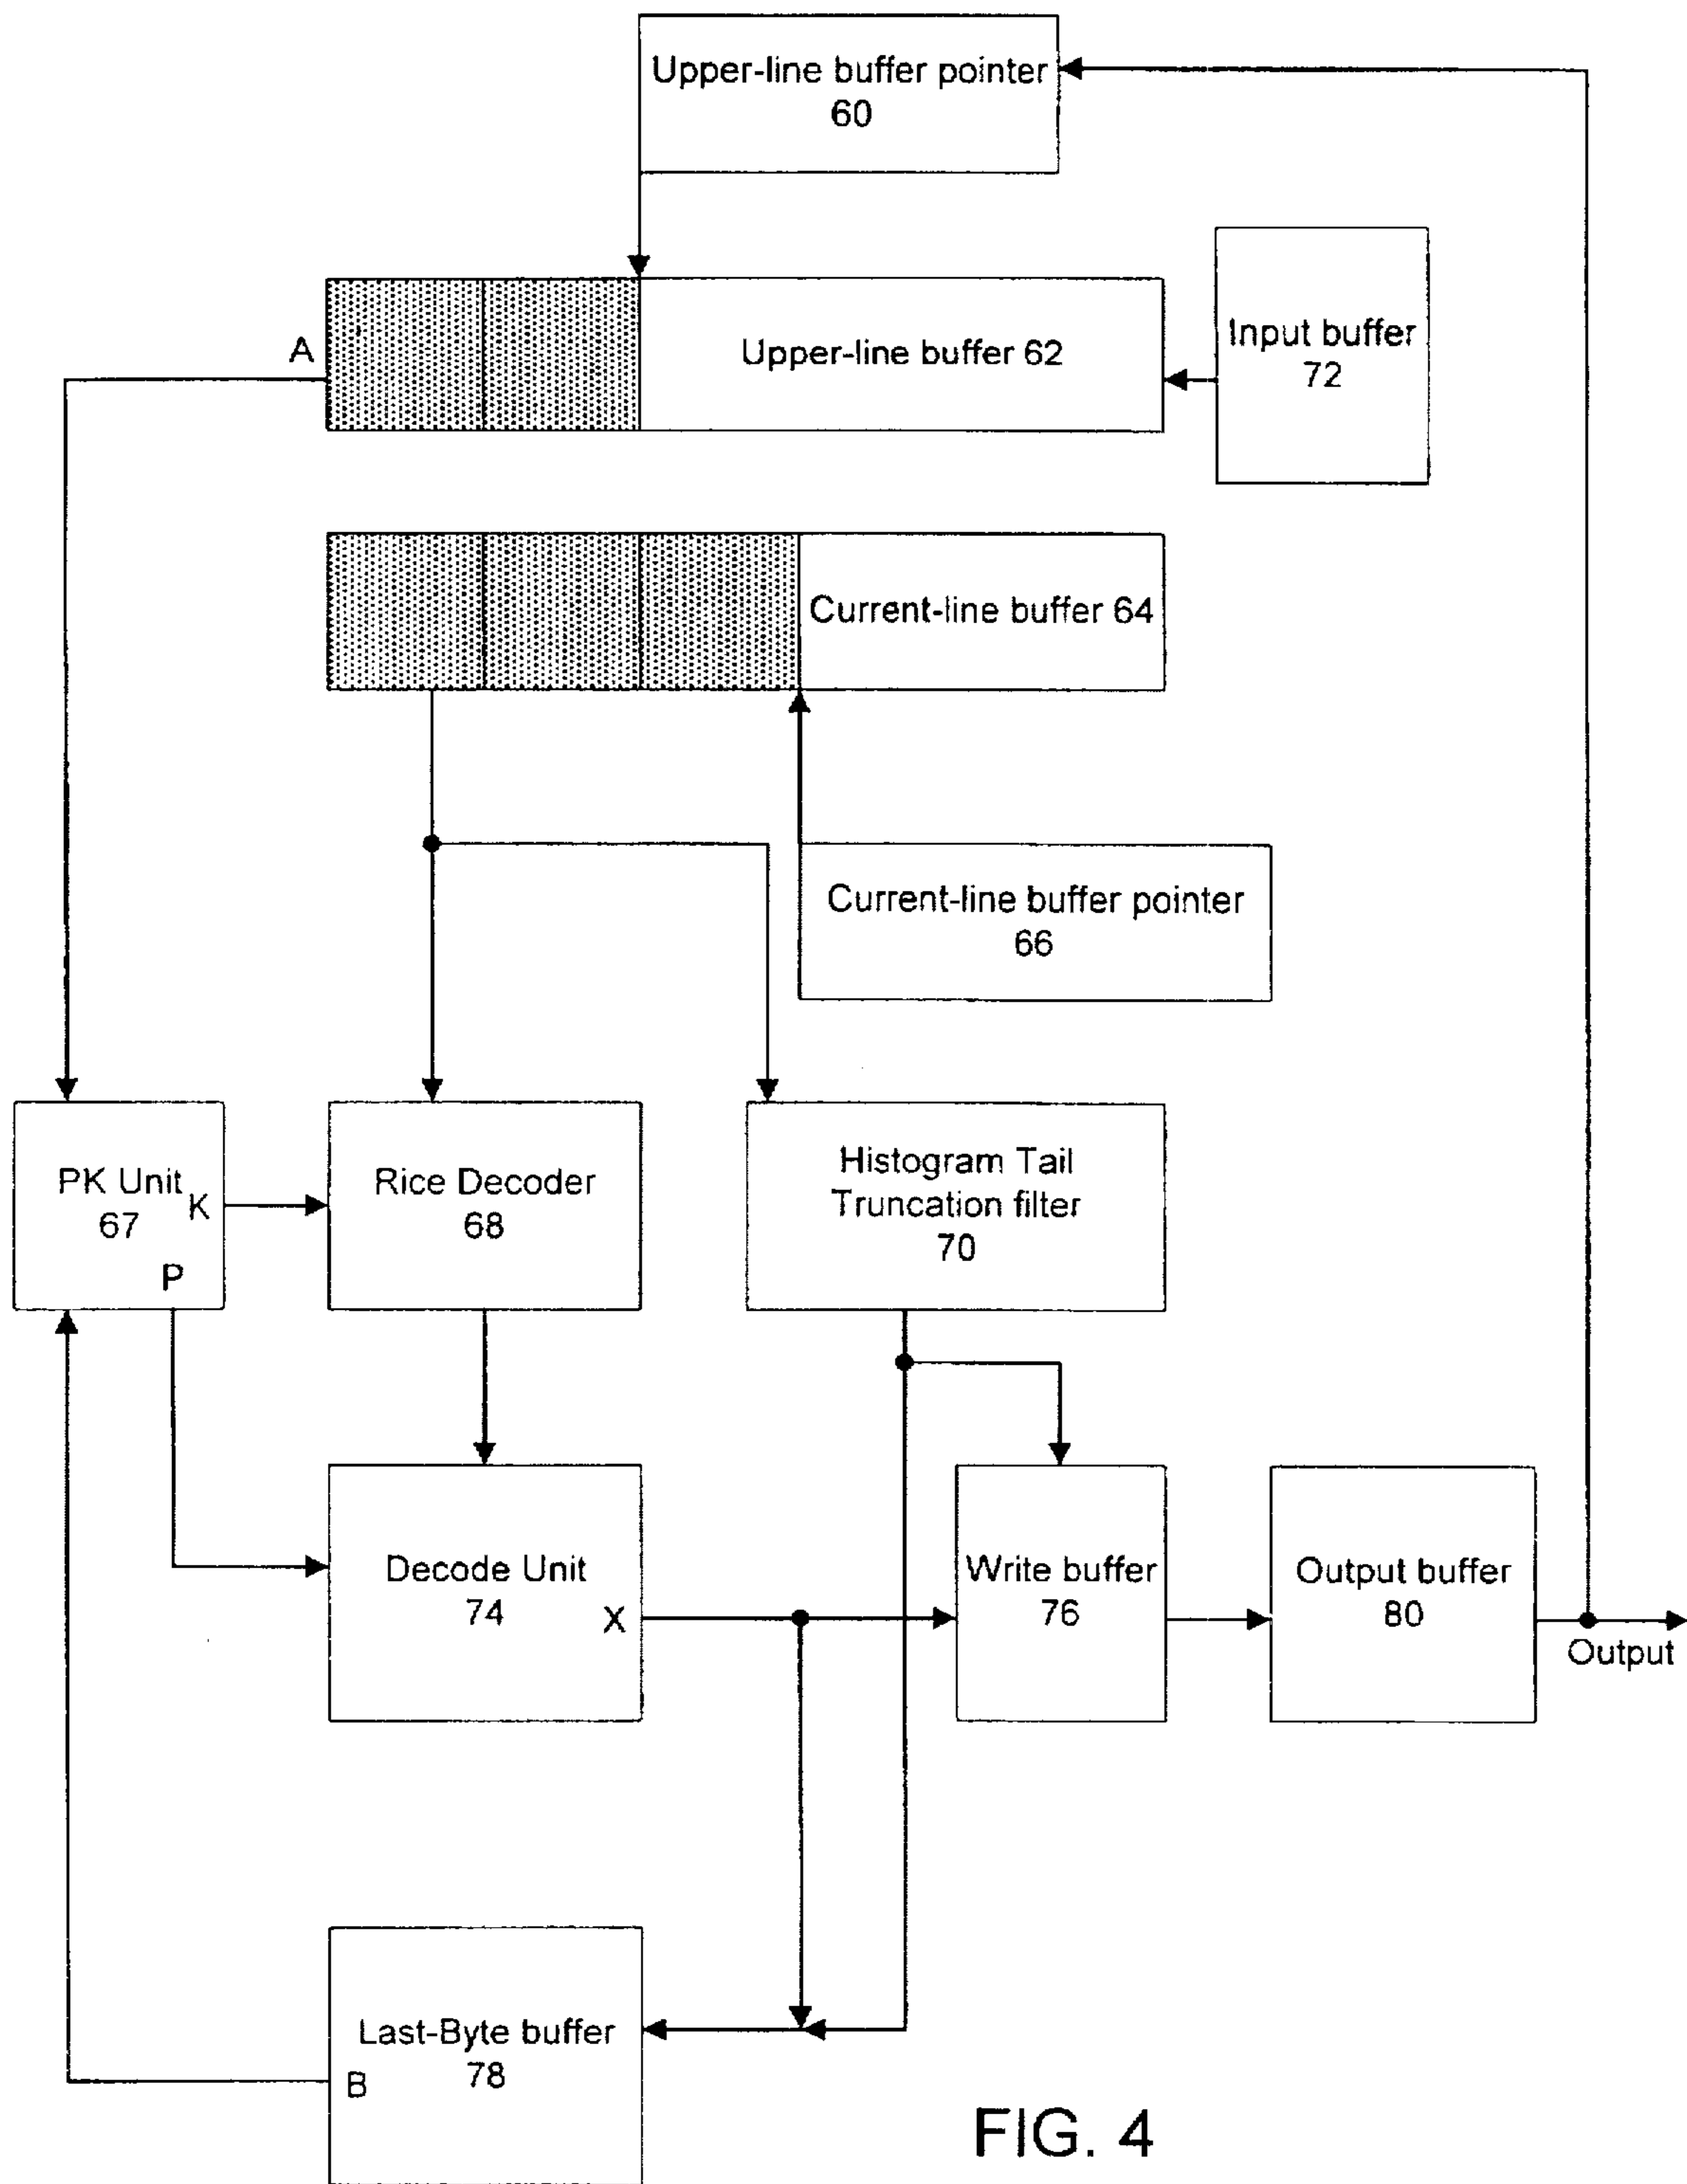 Upper-line buffer pointer
60
A
Upper-line buffer 62
Input buffer
72
Current-line buffer 64
Current-line buffer pointer
66
PK Unit
67
K
P
Rice Decoder
68
Histogram Tail
Truncation filter
70
Decode Unit
74
X
Write buffer
76
Output buffer
80
Output
Last-Byte buffer
78
B
FIG. 4